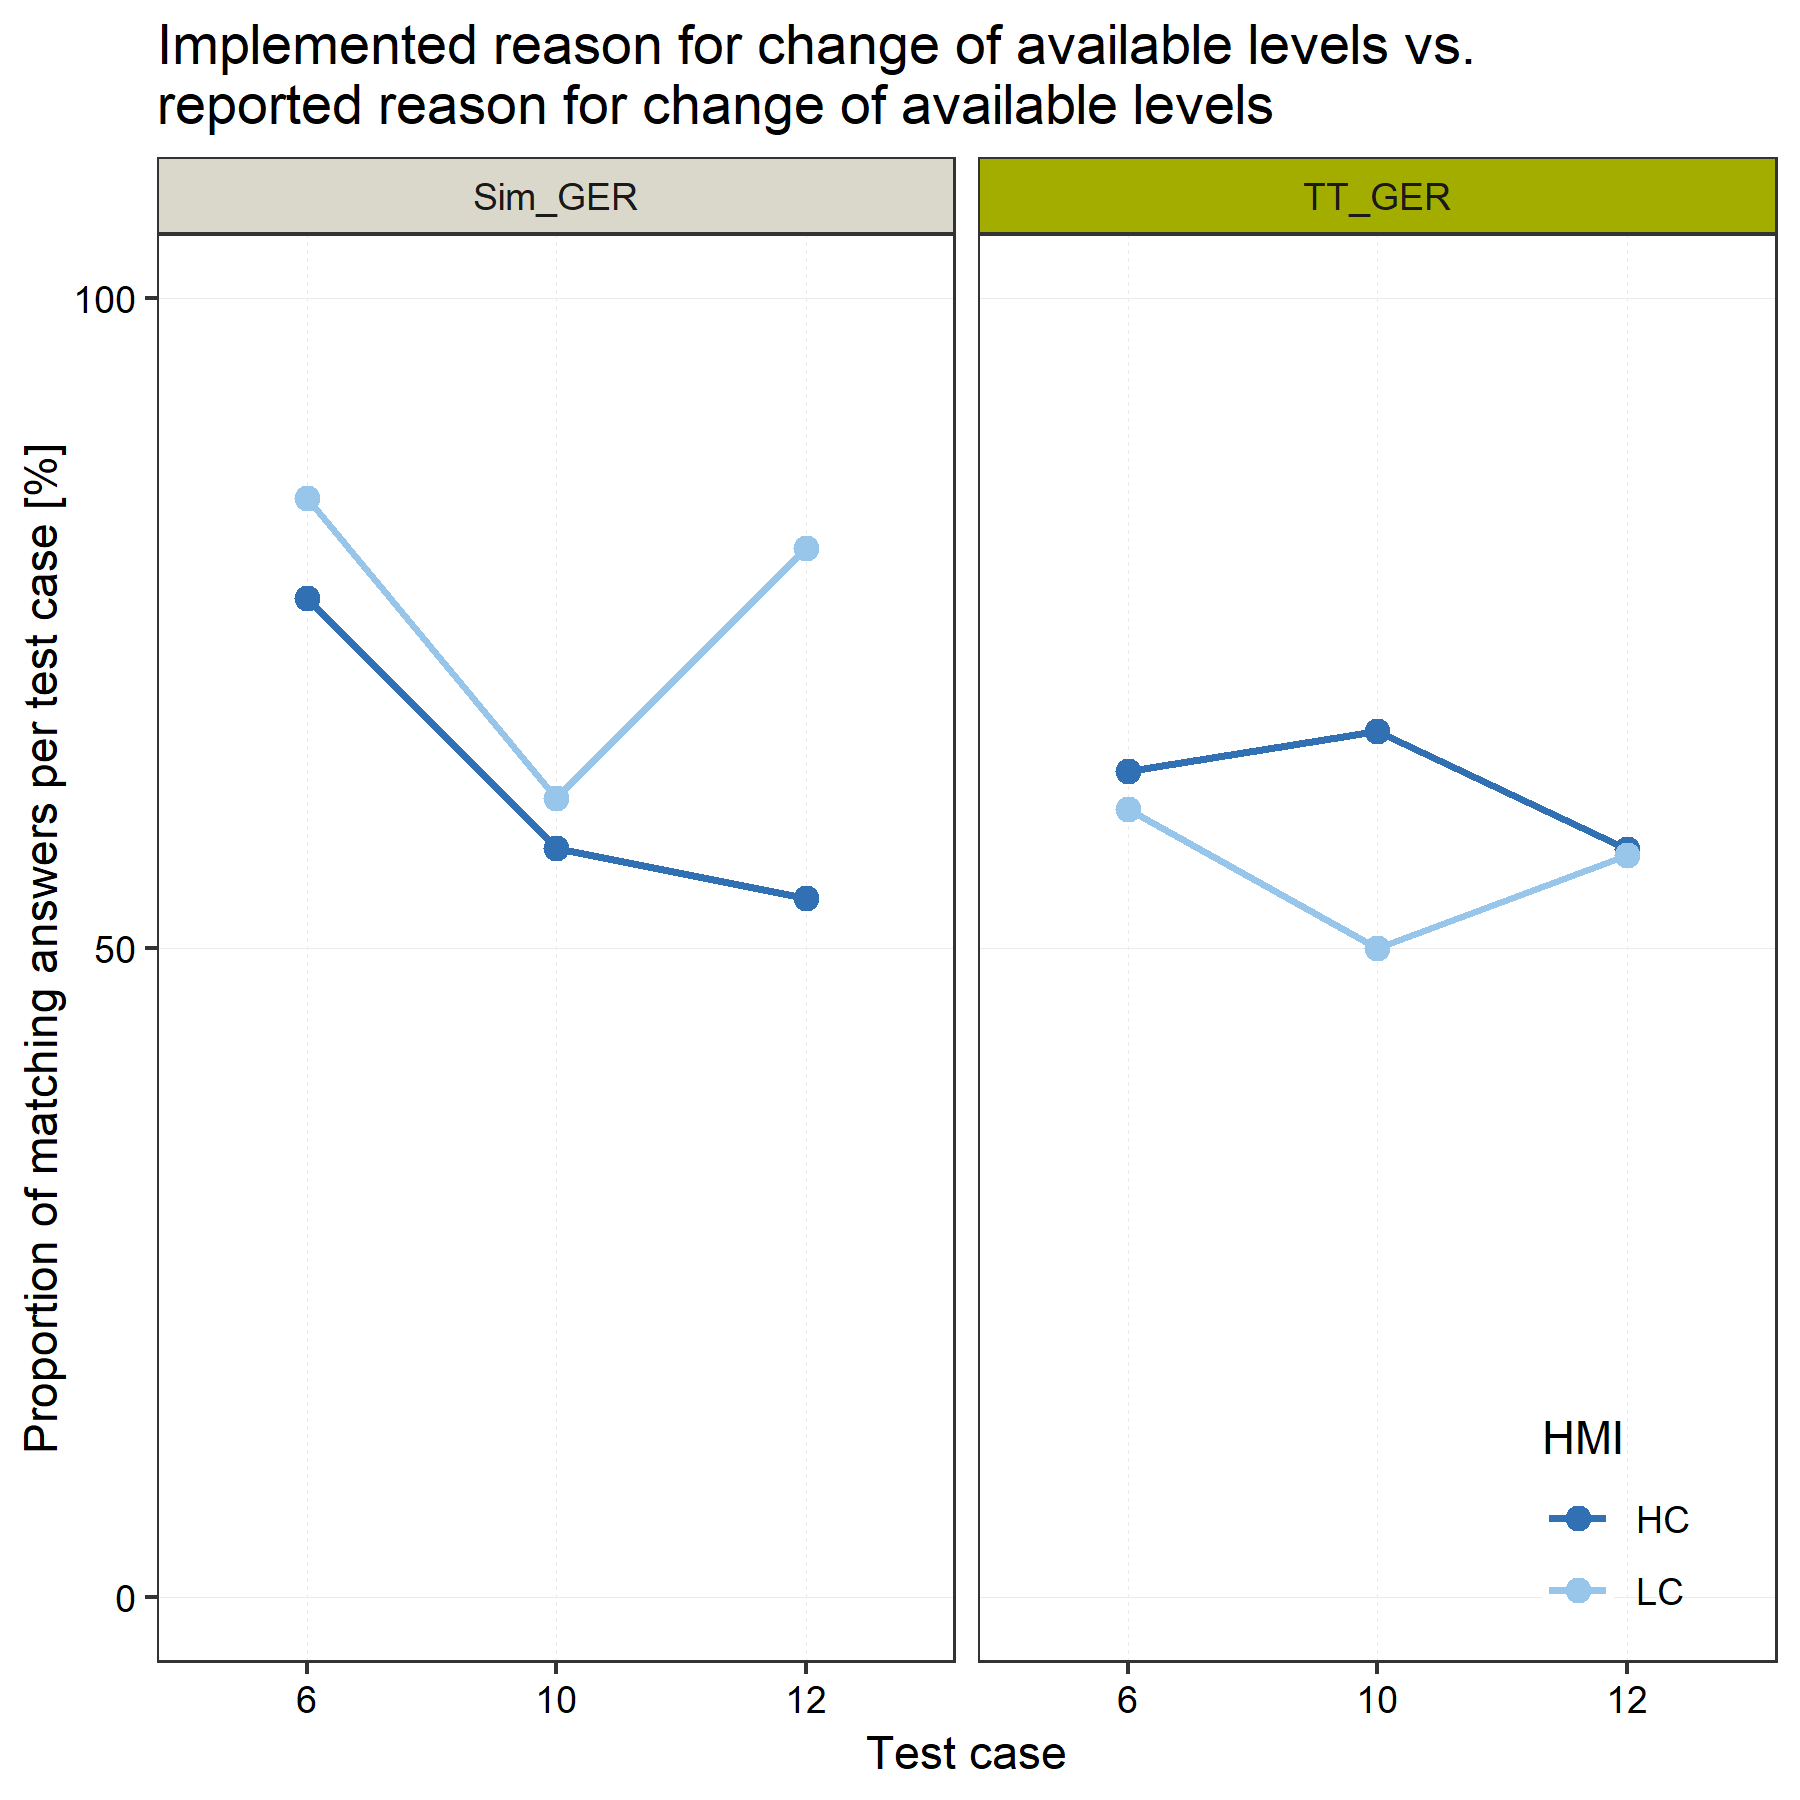 Implemented reason for change of available levels vs.
reported reason for change of available levels
Sim_GER
TT_GER
Proportion of matching answers per test case [%]
100
50
0
6
10
12
6
10
12
Test case
HMI
HC
LC